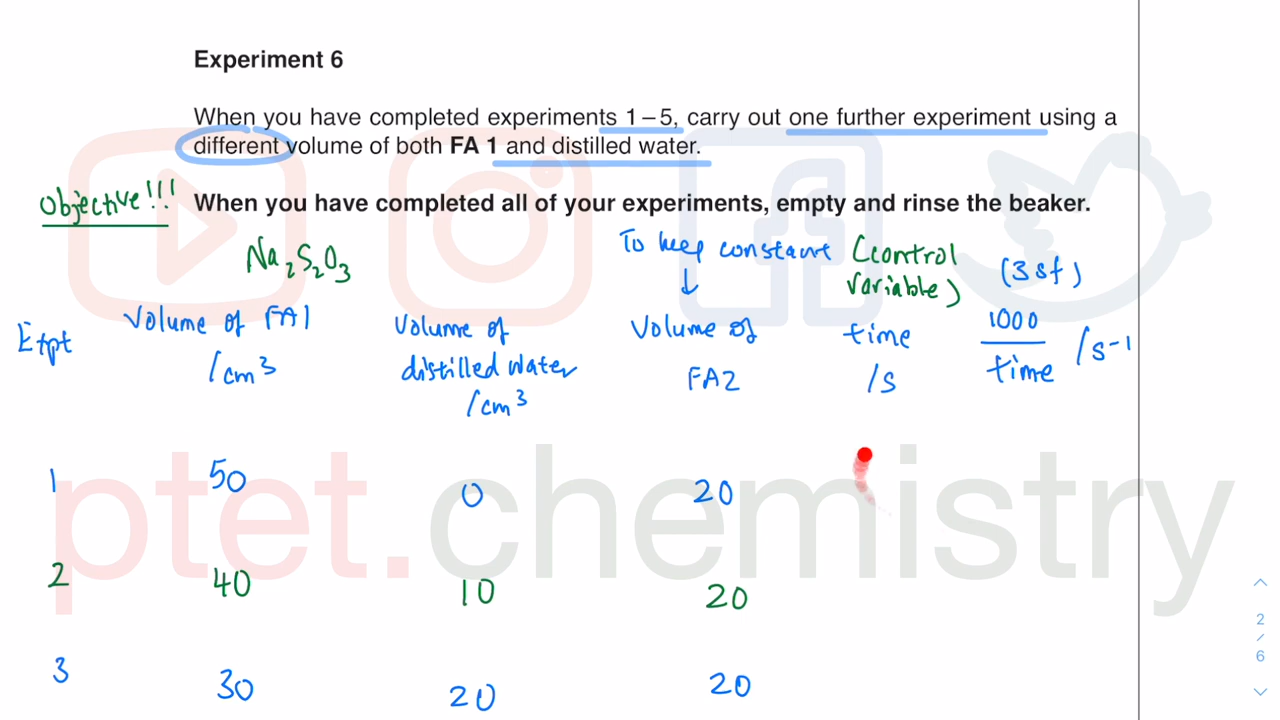 Experiment 6
When you have completed experiments 1 – 5, carry out one further experiment using a
different volume of both FA 1 and distilled water.
Objective!!!
When you have completed all of your experiments, empty and rinse the beaker.
Na2S2O3
To keep constant (control
variable)
(3 sf)
Etpt
Volume of FA1
/cm³
Volume of
distilled water
/cm³
Volume of
FA2
time
/s
1000
time
/s-1
1 50 0 20
2 40 10 20
3 30 20 20
ptet.chemistry
2
/
6